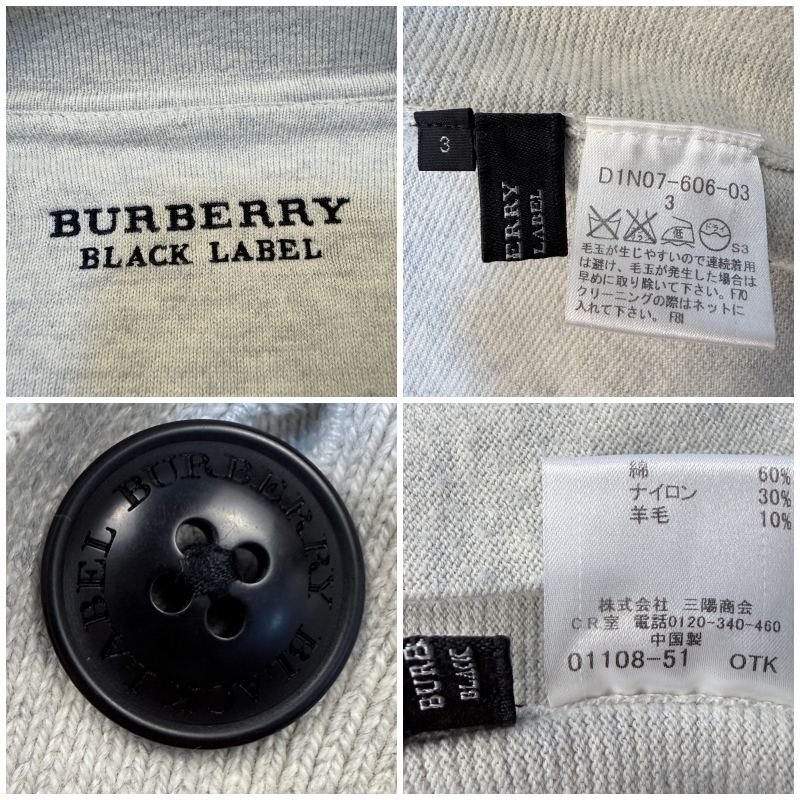 BURBERRY
BLACK LABEL
3
ERRY
LABEL
D1N07-606-03
3
低
ドライ
S3
毛玉が生じやすいので連続着用
は避け、毛玉が発生した場合は
早めに取り除いて下さい。F70
クリーニングの際はネットに
入れて下さい。F81
BURBERRY BLACK LABEL
綿 60%
ナイロン 30%
羊毛 10%
株式会社 三陽商会
CR室 電話0120-340-460
中国製
01108-51 OTK
BURB
BLACK